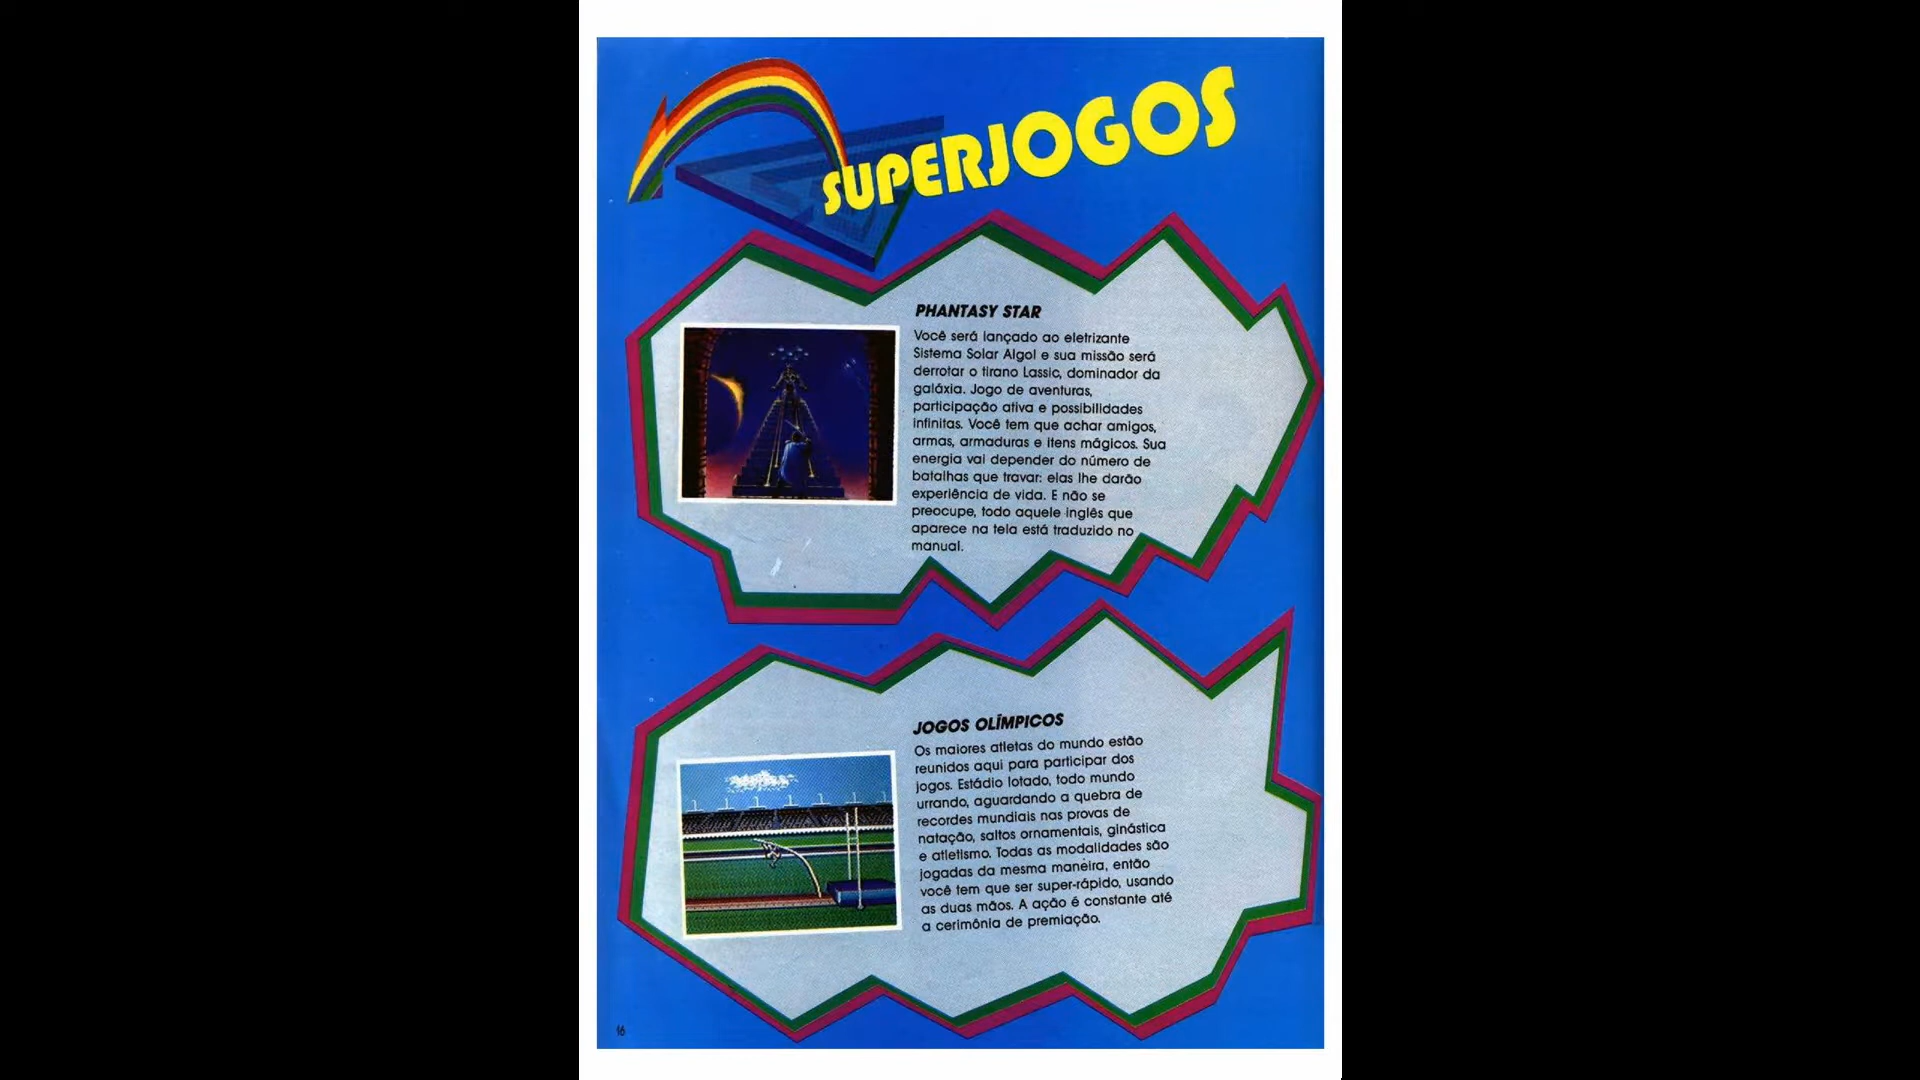 SUPERJOGOS
PHANTASY STAR
Você será lançado ao eletrizante
Sistema Solar Algol e sua missão será
derrotar o tirano Lassic, dominador da
galáxia. Jogo de aventuras,
participação ativa e possibilidades
infinitas. Você tem que achar amigos,
armas, armaduras e itens mágicos. Sua
energia vai depender do número de
batalhas que travar: elas lhe darão
experiência de vida. E não se
preocupe, todo aquele inglês que
aparece na tela está traduzido no
manual.
JOGOS OLÍMPICOS
Os maiores atletas do mundo estão
reunidos aqui para participar dos
jogos. Estádio lotado, todo mundo
urrando, aguardando a quebra de
recordes mundiais nas provas de
natação, saltos ornamentais, ginástica
e atletismo. Todas as modalidades são
jogadas da mesma maneira, então
você tem que ser super-rápido, usando
as duas mãos. A ação é constante até
a cerimônia de premiação.
16